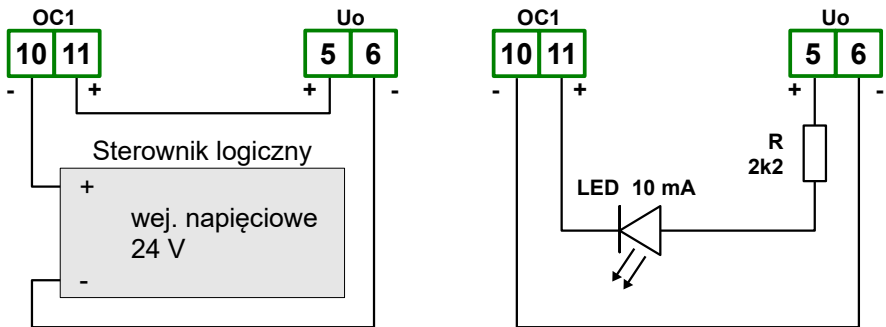 OC1 Uo
10 11 5 6
- + + -
Sterownik logiczny
+
wej. napięciowe
24 V
-
OC1 Uo
10 11 5 6
- + + -
R
2k2
LED 10 mA